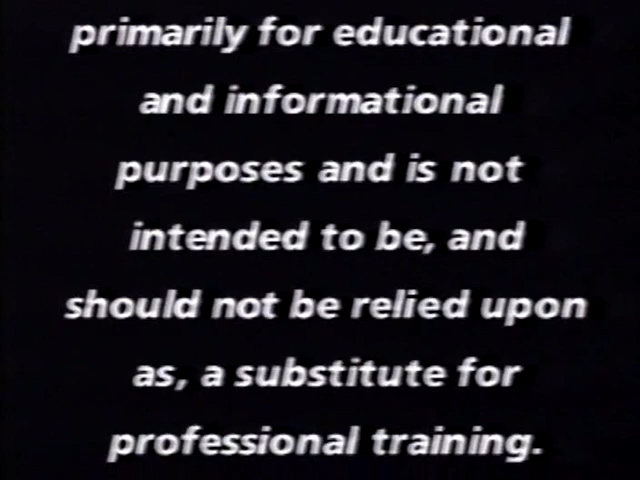 primarily for educational
and informational
purposes and is not
intended to be, and
should not be relied upon
as, a substitute for
professional training.